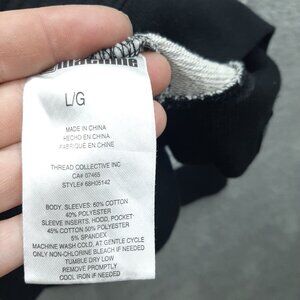 machine
L/G
MADE IN CHINA
HECHO EN CHINA
FABRIQUE EN CHINE
THREAD COLLECTIVE INC
CA# 07465
STYLE# 68H05142
BODY, SLEEVES: 60% COTTON
40% POLYESTER
SLEEVE INSERTS, HOOD, POCKET:
45% COTTON 50% POLYESTER
5% SPANDEX
MACHINE WASH COLD, AT GENTLE CYCLE
ONLY NON-CHLORINE BLEACH IF NEEDED
TUMBLE DRY LOW
REMOVE PROMPTLY
COOL IRON IF NEEDED